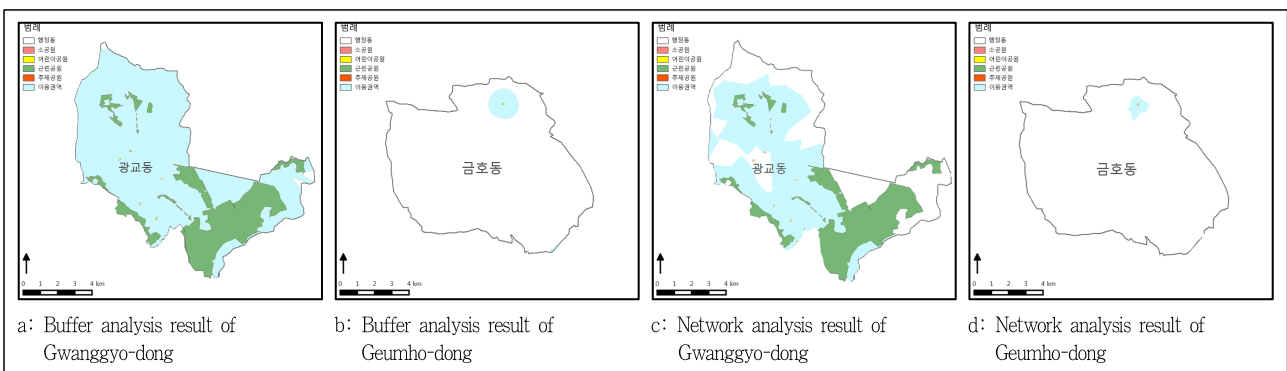 범례
행정동
소공원
어린이공원
근린공원
주제공원
이용권역
광교동
0 1 2 3 4 km
a: Buffer analysis result of
Gwanggyo-dong
범례
행정동
소공원
어린이공원
근린공원
주제공원
이용권역
금호동
0 1 2 3 4 km
b: Buffer analysis result of
Geumho-dong
범례
행정동
소공원
어린이공원
근린공원
주제공원
이용권역
광교동
0 1 2 3 4 km
c: Network analysis result of
Gwanggyo-dong
범례
행정동
소공원
어린이공원
근린공원
주제공원
이용권역
금호동
0 1 2 3 4 km
d: Network analysis result of
Geumho-dong